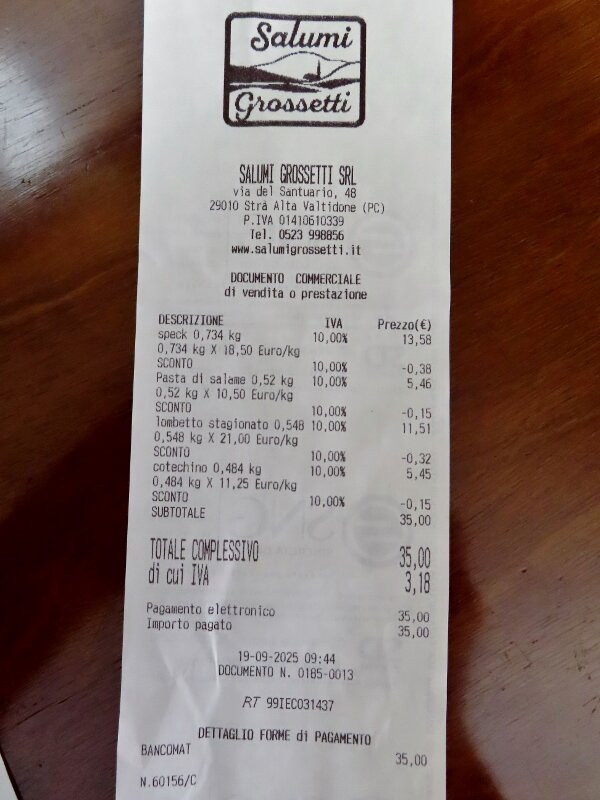 Salumi
Grossetti
SALUMI GROSSETTI SRL
via del Santuario, 48
29010 Strà Alta Valtidone (PC)
P.IVA 01410610339
Tel. 0523 998856
www.salumigrossetti.it
DOCUMENTO COMMERCIALE
di vendita o prestazione
DESCRIZIONE IVA Prezzo(€)
speck 0,734 kg 10,00% 13,58
0,734 kg X 18,50 Euro/kg
SCONTO 10,00% -0,38
Pasta di salame 0,52 kg 10,00% 5,46
0,52 kg X 10,50 Euro/kg
SCONTO 10,00% -0,15
lombetto stagionato 0,548 10,00% 11,51
0,548 kg X 21,00 Euro/kg
SCONTO 10,00% -0,32
cotechino 0,484 kg 10,00% 5,45
0,484 kg X 11,25 Euro/kg
SCONTO 10,00% -0,15
SUBTOTALE 35,00
TOTALE COMPLESSIVO 35,00
di cui IVA 3,18
Pagamento elettronico 35,00
Importo pagato 35,00
19-09-2025 09:44
DOCUMENTO N. 0185-0013
RT 99IEC031437
DETTAGLIO FORME di PAGAMENTO
BANCOMAT 35,00
N.60156/C